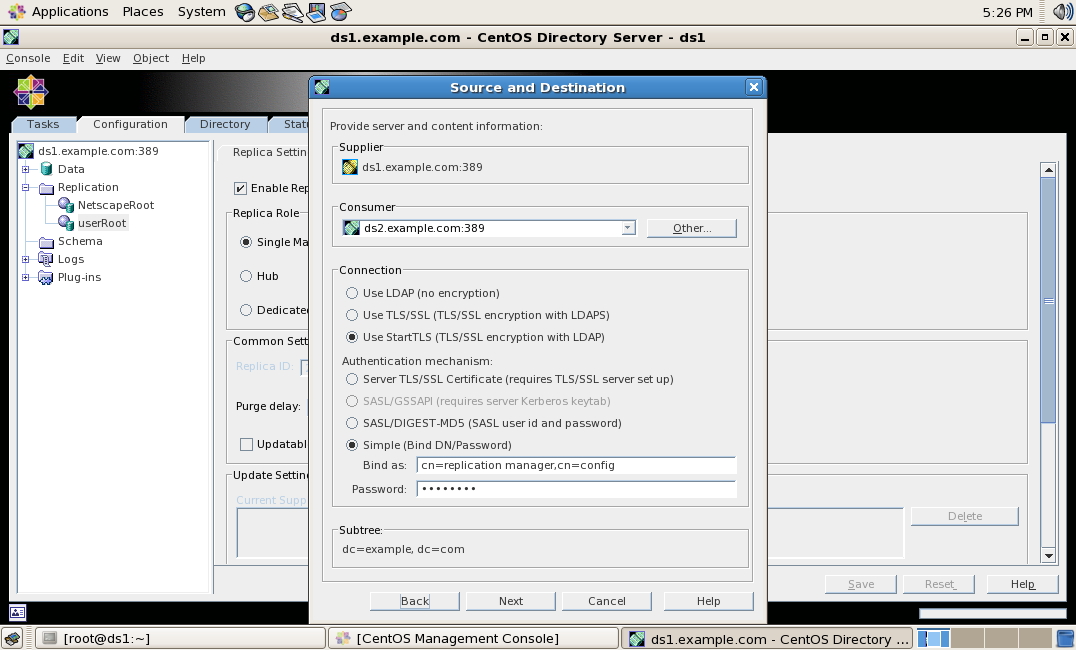 Applications Places System 5:26 PM
ds1.example.com - CentOS Directory Server - ds1
Console Edit View Object Help
Tasks Configuration Directory Statu
ds1.example.com:389
Data
Replication
NetscapeRoot
userRoot
Schema
Logs
Plug-ins
Replica Settin
Enable Rep
Replica Role
Single Ma
Hub
Dedicated
Common Sett
Replica ID:
Purge delay:
Updatabl
Update Setting
Current Supp
Delete
Save Reset Help
Source and Destination
Provide server and content information:
Supplier
ds1.example.com:389
Consumer
ds2.example.com:389 Other...
Connection
Use LDAP (no encryption)
Use TLS/SSL (TLS/SSL encryption with LDAPS)
Use StartTLS (TLS/SSL encryption with LDAP)
Authentication mechanism:
Server TLS/SSL Certificate (requires TLS/SSL server set up)
SASL/GSSAPI (requires server Kerberos keytab)
SASL/DIGEST-MD5 (SASL user id and password)
Simple (Bind DN/Password)
Bind as: cn=replication manager,cn=config
Password: ••••••••
Subtree:
dc=example, dc=com
Back Next Cancel Help
[root@ds1:~] [CentOS Management Console] ds1.example.com - CentOS Directory ...